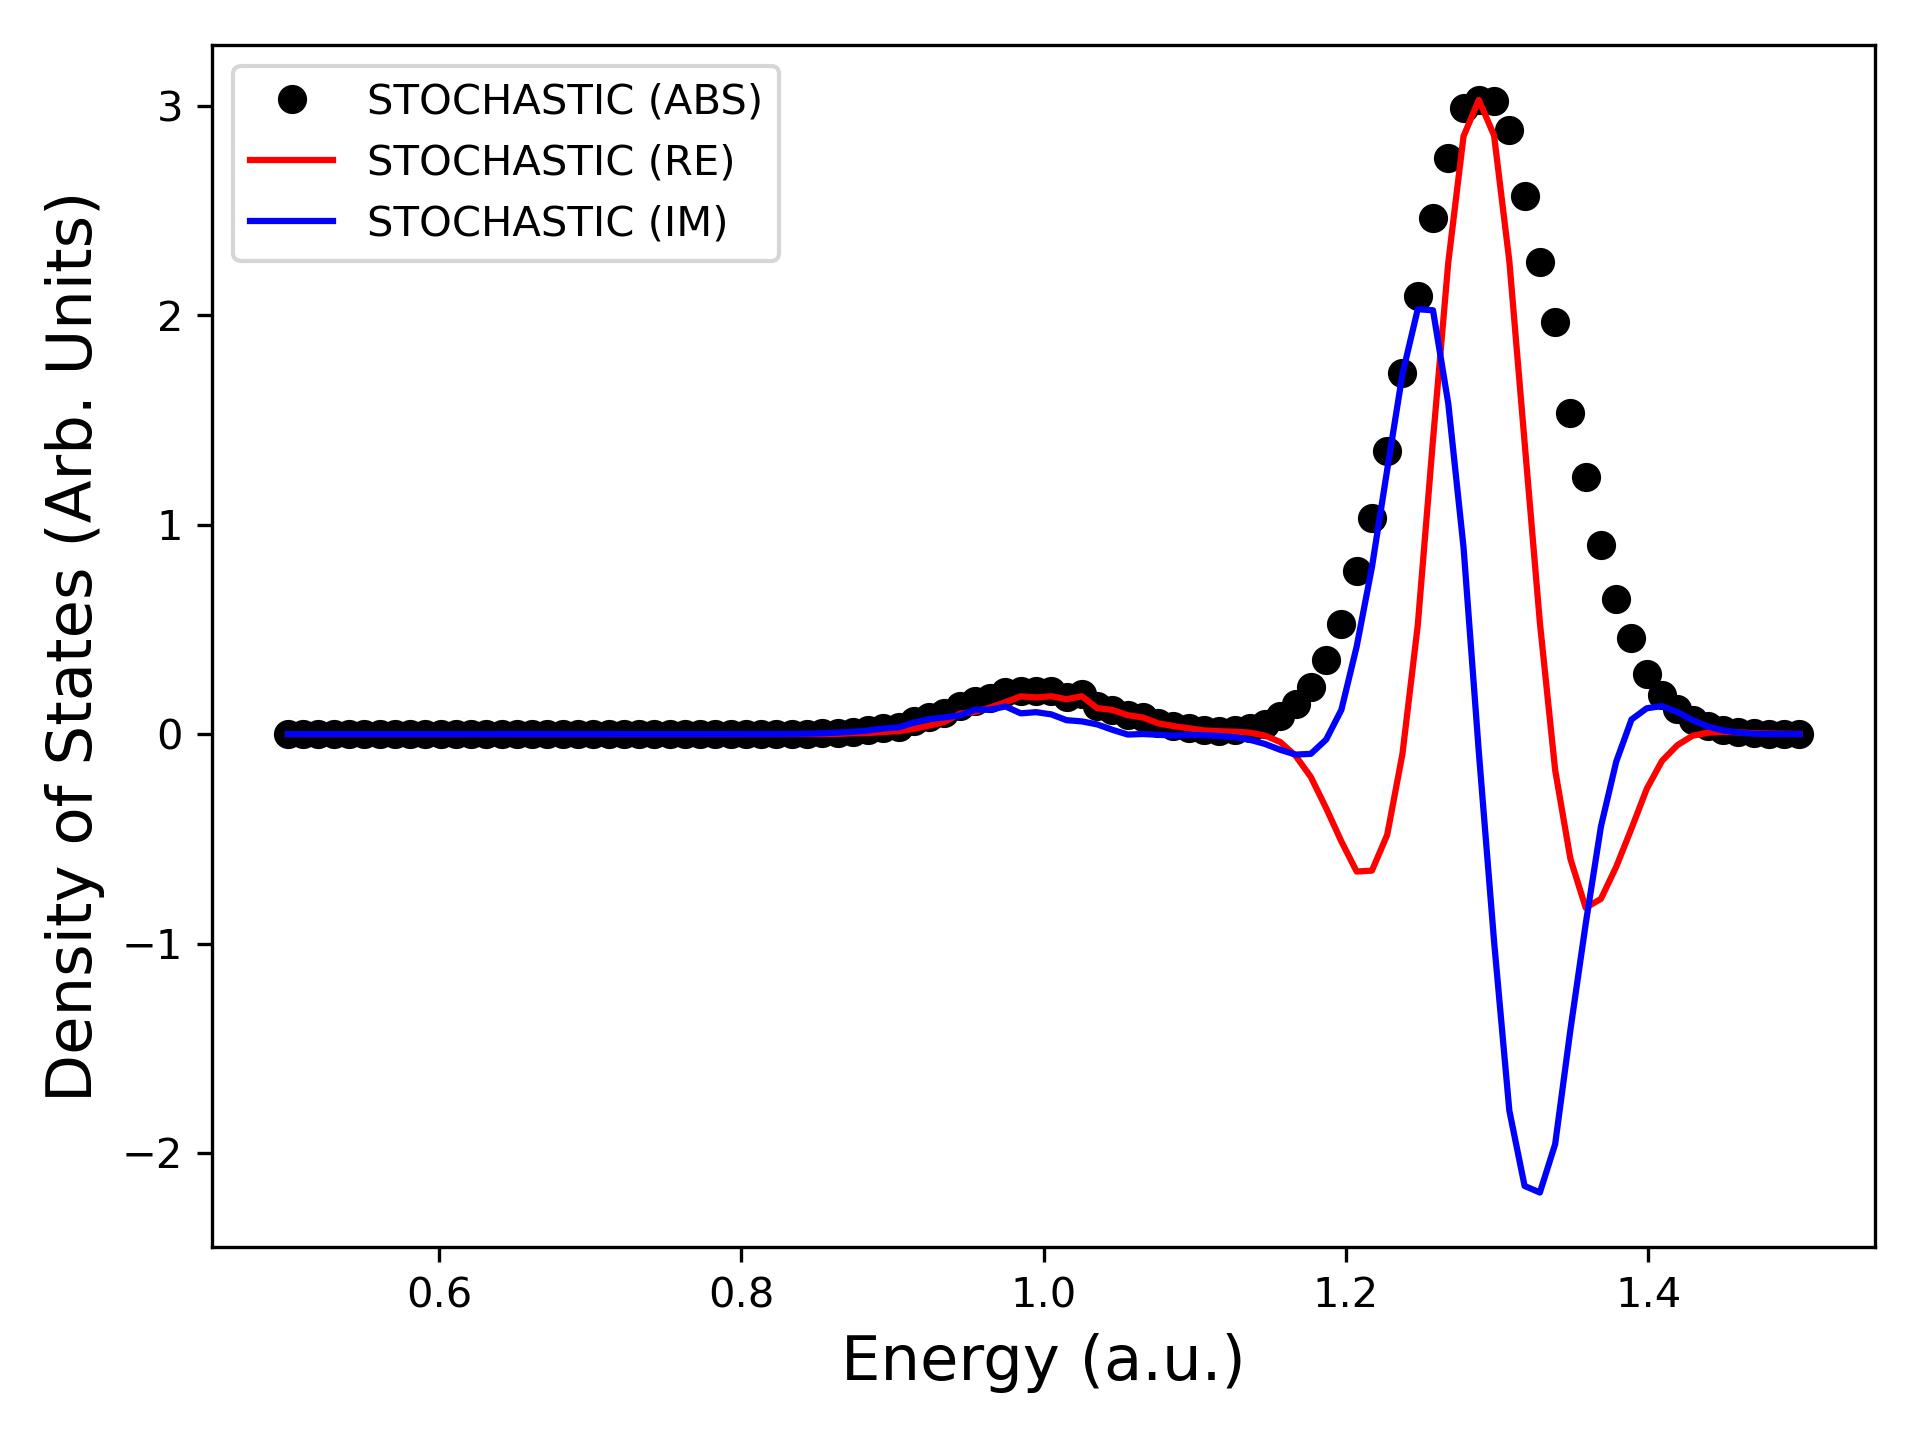 STOCHASTIC (ABS)
STOCHASTIC (RE)
STOCHASTIC (IM)
Density of States (Arb. Units)
3
2
1
0
−1
−2
0.6 0.8 1.0 1.2 1.4
Energy (a.u.)